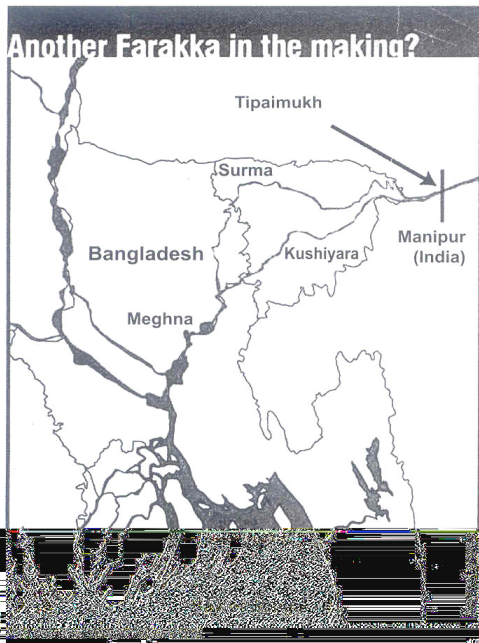 Another Farakka in the making?
Tipaimukh
Surma
Manipur
(India)
Bangladesh
Kushiyara
Meghna